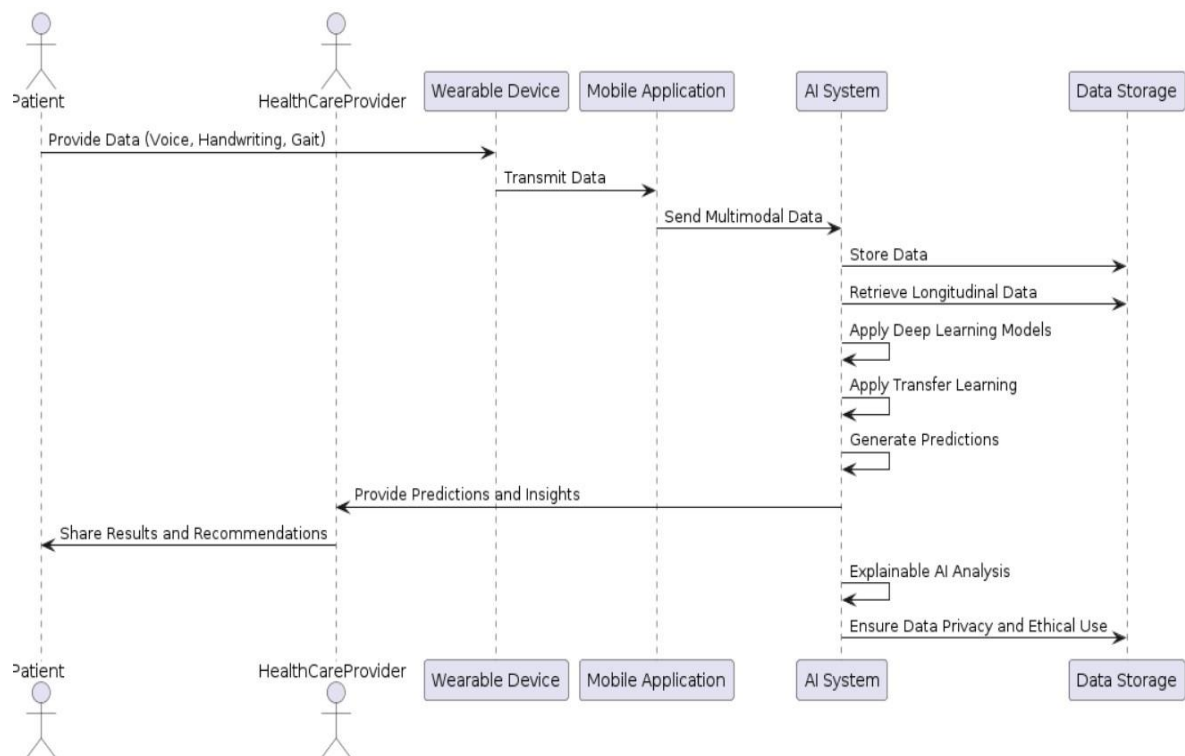 Patient
HealthCareProvider
Wearable Device
Mobile Application
AI System
Data Storage
Provide Data (Voice, Handwriting, Gait)
Transmit Data
Send Multimodal Data
Store Data
Retrieve Longitudinal Data
Apply Deep Learning Models
Apply Transfer Learning
Generate Predictions
Provide Predictions and Insights
Share Results and Recommendations
Explainable AI Analysis
Ensure Data Privacy and Ethical Use
Patient
HealthCareProvider
Wearable Device
Mobile Application
AI System
Data Storage